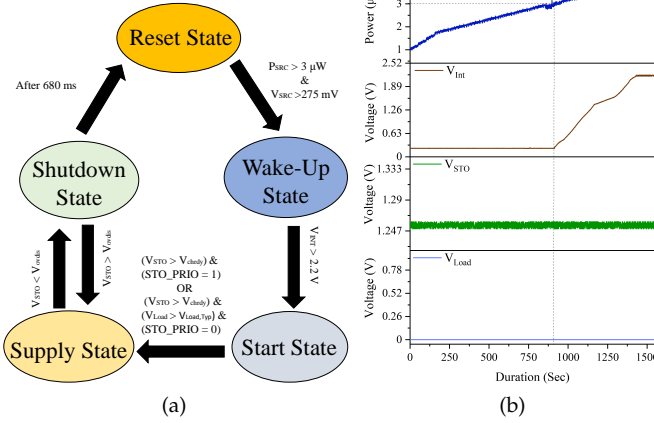 Reset State
After 680 ms
PSRC > 3 μW
&
VSRC >275 mV
Shutdown
State
Wake-Up
State
VSTO < Vovdis
VSTO > Vovdis
(VSTO > Vchrdy) &
(STO_PRIO = 1)
OR
(VSTO > Vchrdy) &
(VLoad > VLoad,Typ) &
(STO_PRIO = 0)
VINT > 2.2 V
Supply State
Start State
(a)
Power (μ
3
2
1
Voltage (V)
2.52
1.89
1.26
0.63
0
VInt
Voltage (V)
1.333
1.29
1.247
VSTO
Voltage (V)
0.78
0.52
0.26
0
VLoad
0 250 500 750 1000 1250 1500
Duration (Sec)
(b)